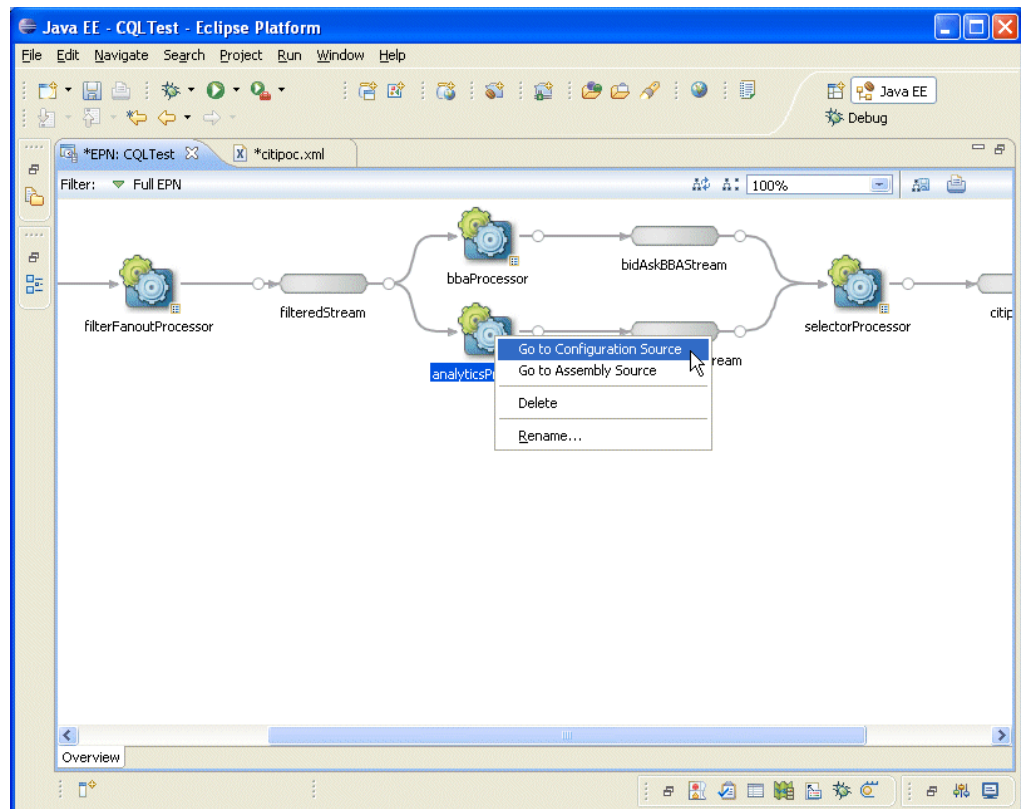 Java EE - CQLTest - Eclipse Platform
File Edit Navigate Search Project Run Window Help
Java EE
Debug
*EPN: CQLTest
*citipoc.xml
Filter: Full EPN
100%
bbaProcessor
bidAskBBAStream
filterFanoutProcessor
filteredStream
selectorProcessor
citip
analyticsP
ream
Go to Configuration Source
Go to Assembly Source
Delete
Rename...
Overview